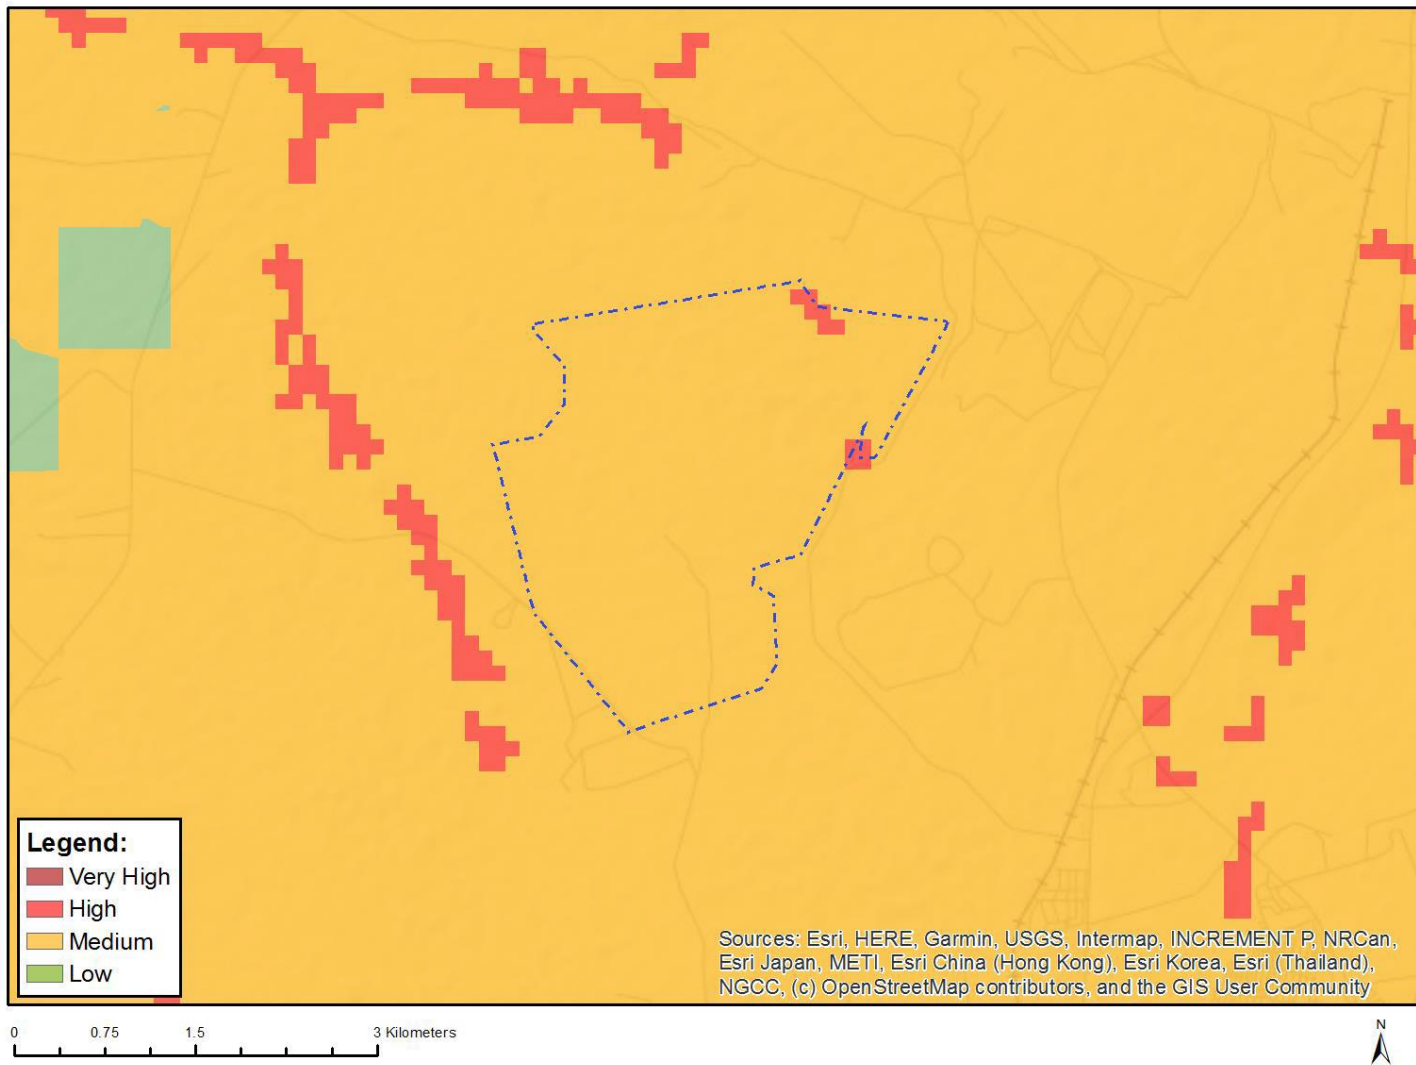 Legend:
Very High
High
Medium
Low
Sources: Esri, HERE, Garmin, USGS, Intermap, INCREMENT P, NRCan,
Esri Japan, METI, Esri China (Hong Kong), Esri Korea, Esri (Thailand),
NGCC, (c) OpenStreetMap contributors, and the GIS User Community
0 0.75 1.5 3 Kilometers
N